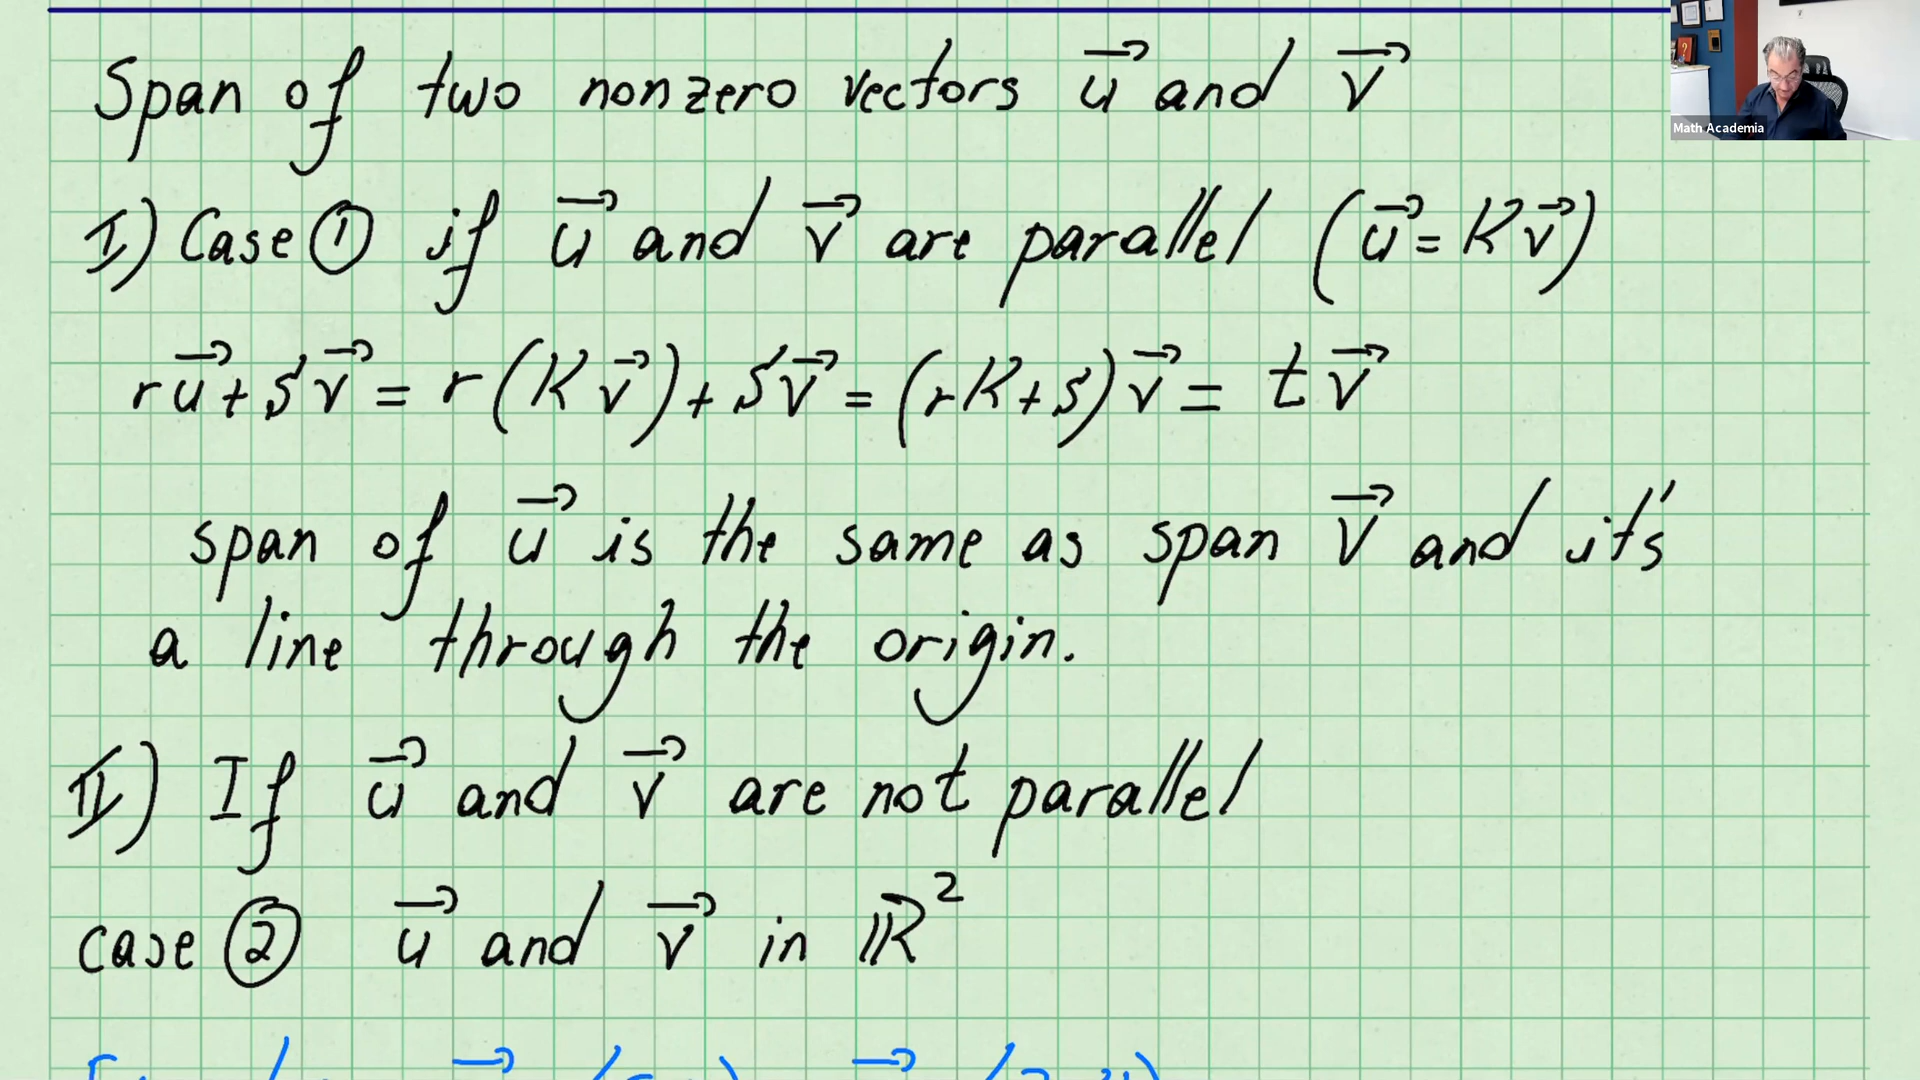 Span of two nonzero vectors u⃗ and v⃗
Math Academia
I) Case ① if u⃗ and v⃗ are parallel (u⃗ = Kv⃗)
ru⃗ + sv⃗ = r(Kv⃗) + sv⃗ = (rK + s)v⃗ = tv⃗
span of u⃗ is the same as span v⃗ and it's
a line through the origin.
II) If u⃗ and v⃗ are not parallel
case ② u⃗ and v⃗ in ℝ²